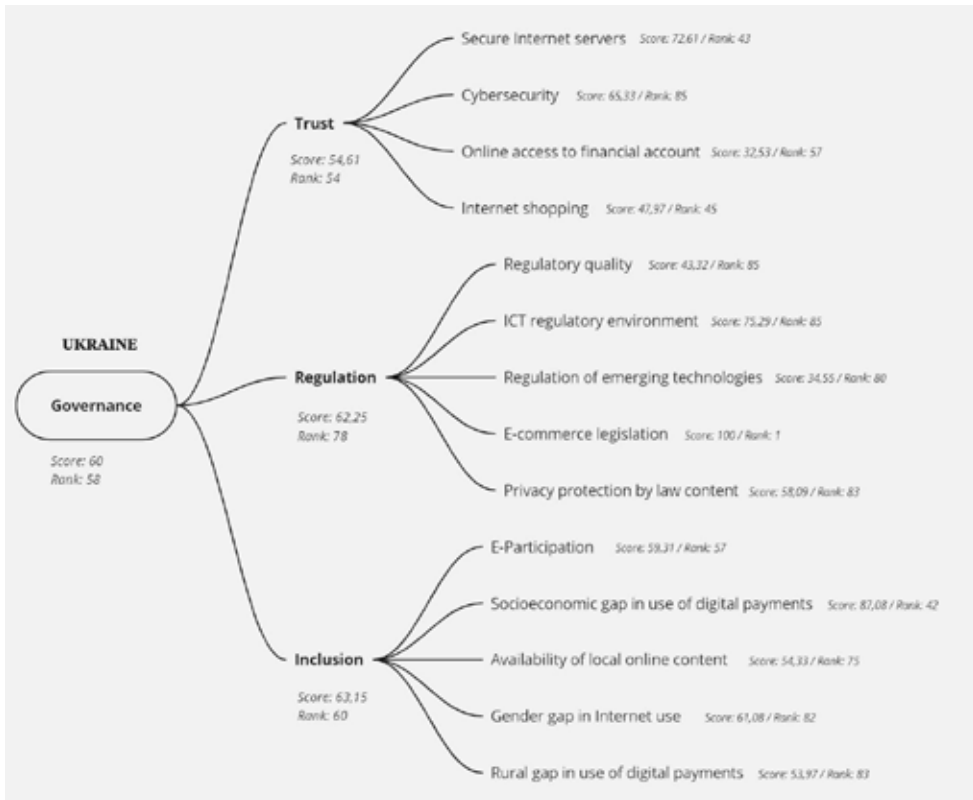 Secure Internet servers Score: 72,61 / Rank: 43
Cybersecurity Score: 65,33 / Rank: 85
Trust
Score: 54,61
Rank: 54
Online access to financial account Score: 32,53 / Rank: 57
Internet shopping Score: 47,97 / Rank: 45
UKRAINE
Governance
Score: 60
Rank: 58
Regulatory quality Score: 43,32 / Rank: 85
ICT regulatory environment Score: 75,29 / Rank: 85
Regulation
Score: 62,25
Rank: 78
Regulation of emerging technologies Score: 34.55 / Rank: 80
E-commerce legislation Score: 100 / Rank: 1
Privacy protection by law content Score: 58,09 / Rank: 83
E-Participation Score: 59.31 / Rank: 57
Socioeconomic gap in use of digital payments Score: 87,08 / Rank: 42
Inclusion
Score: 63,15
Rank: 60
Availability of local online content Score: 54,33 / Rank: 75
Gender gap in Internet use Score: 61,08 / Rank: 82
Rural gap in use of digital payments Score: 53,97 / Rank: 83